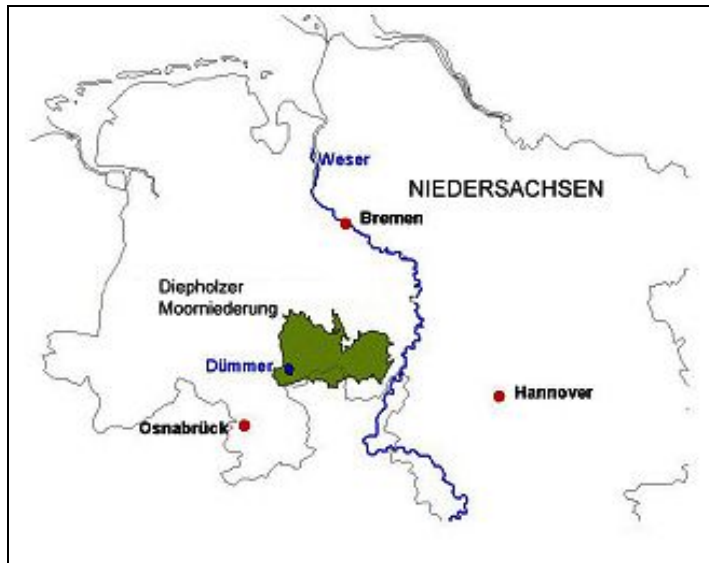 Weser
NIEDERSACHSEN
Bremen
Diepholzer
Moorniederung
Dümmer
Hannover
Osnabrück